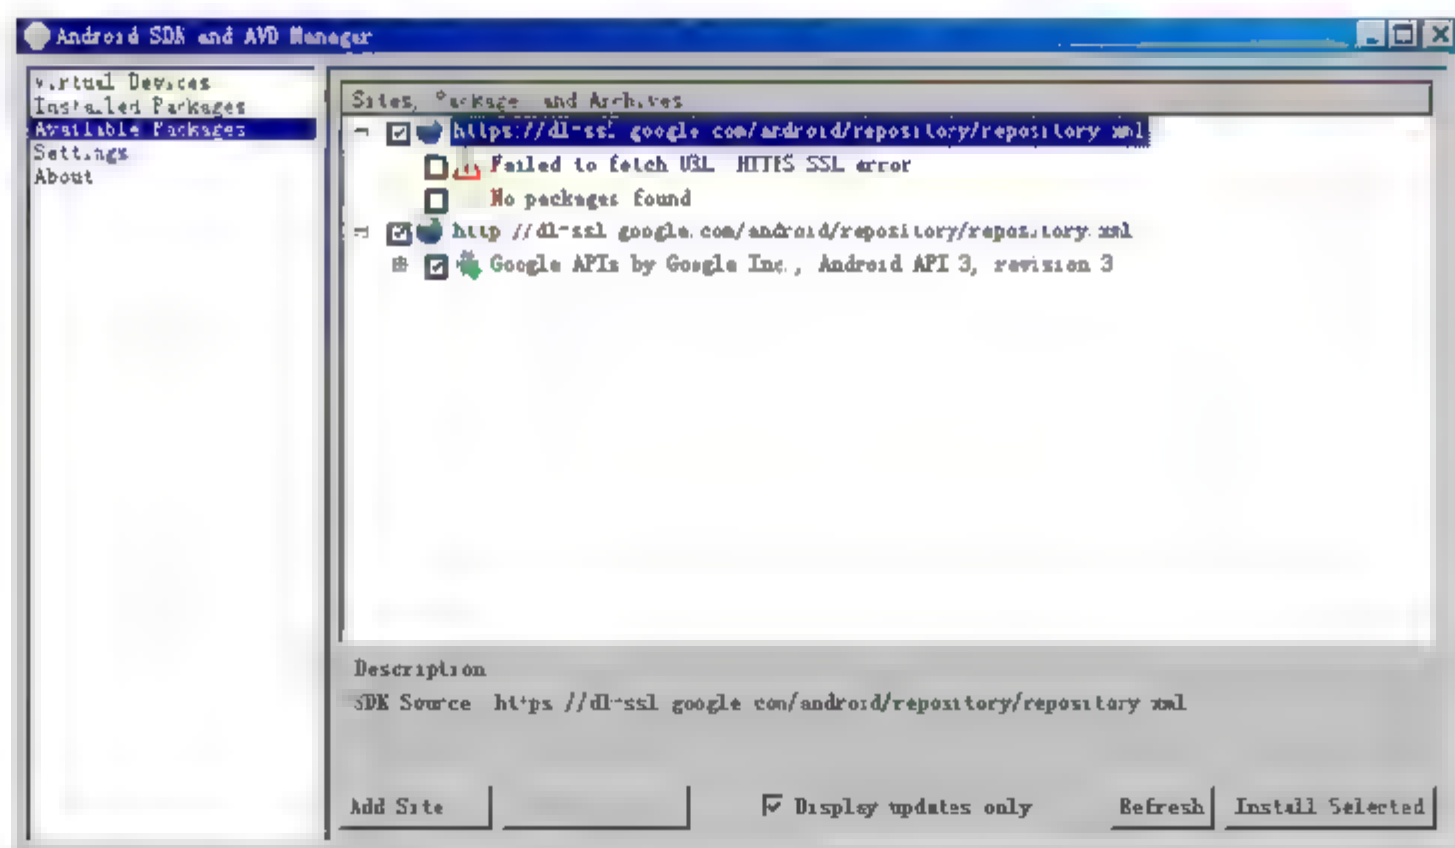 Android SDK and AVD Manager
Virtual Devices
Installed Packages
Available Packages
Settings
About
Sites, Package and Archives
https://dl-ssl google com/android/repository/repository xml
Failed to fetch URL HTTPS SSL error
No packages found
http //dl-ssl google.com/android/repository/repository.xml
Google APIs by Google Inc., Android API 3, revision 3
Description
SDK Source https //dl-ssl google com/android/repository/repository xml
Add Site
Display updates only
Refresh
Install Selected